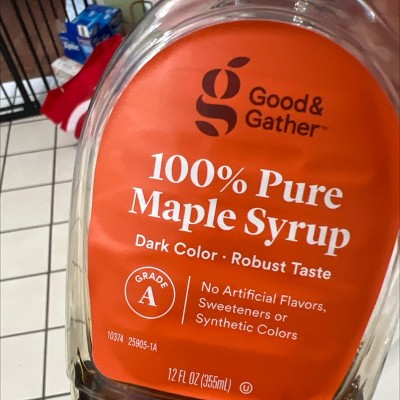 Good&
Gather™
100% Pure
Maple Syrup
Dark Color · Robust Taste
GRADE
A
No Artificial Flavors,
Sweeteners or
Synthetic Colors
10374 25905-1A
12 FL OZ (355mL) U